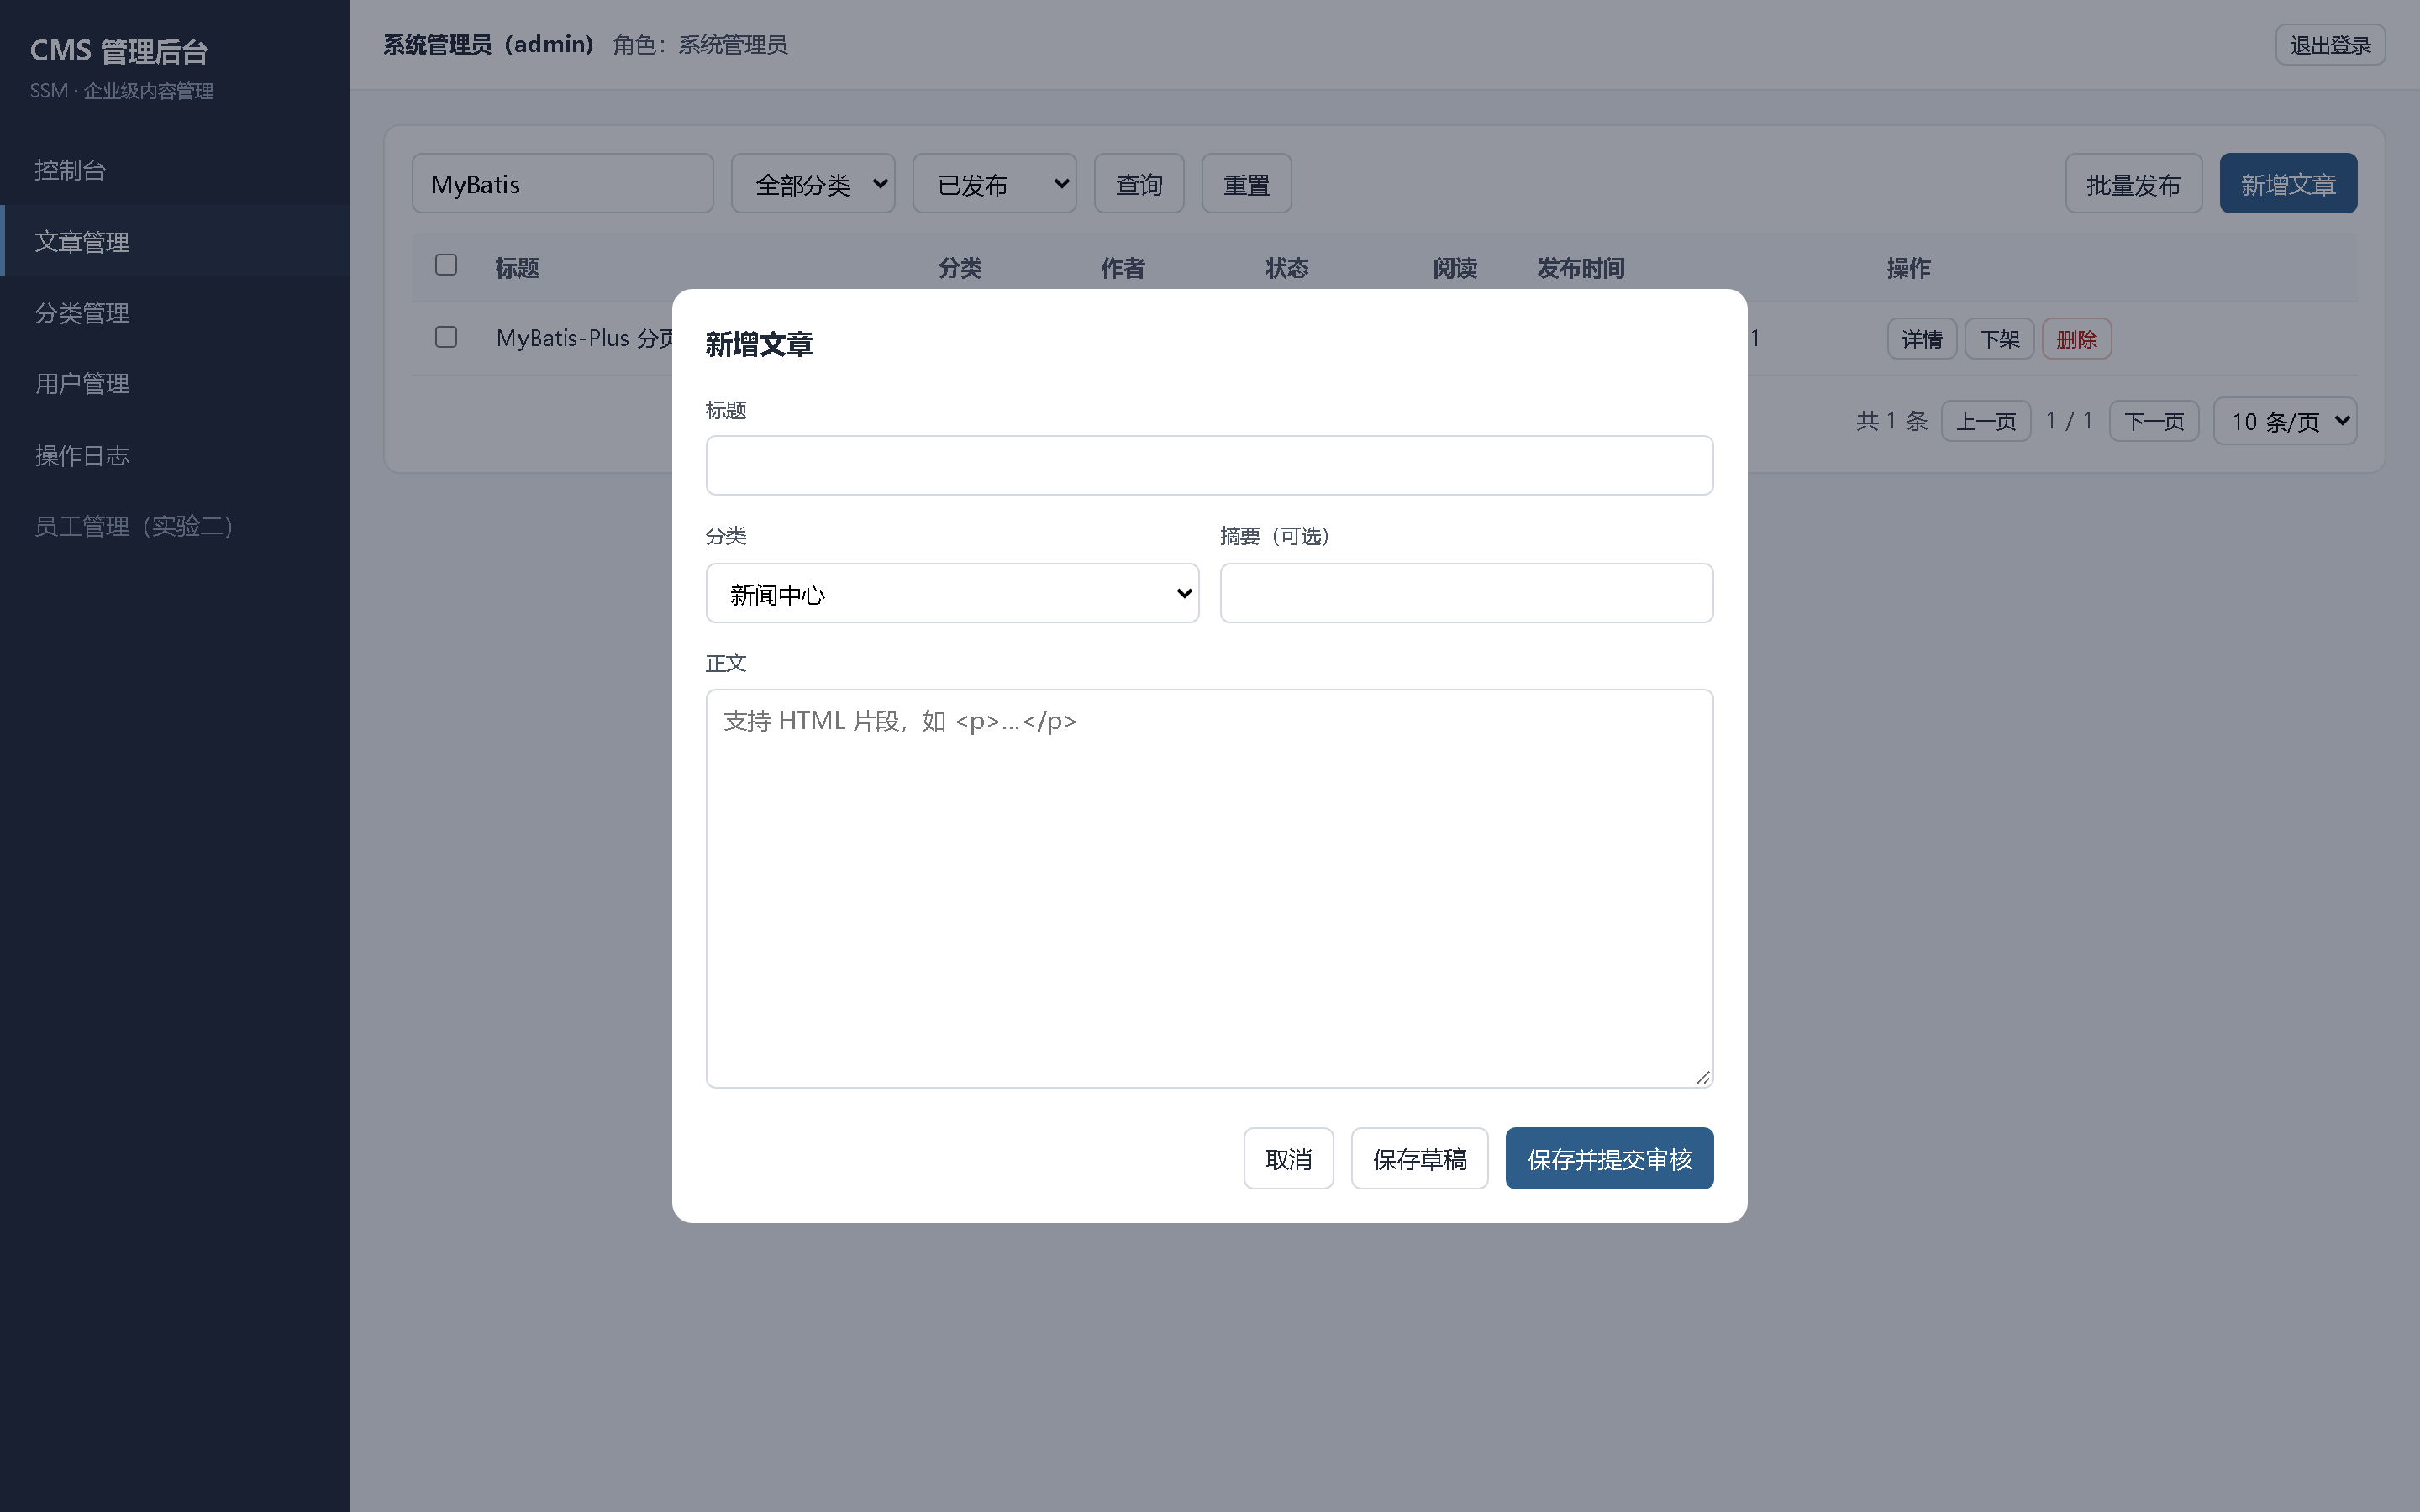 CMS 管理后台
SSM · 企业级内容管理
控制台
文章管理
分类管理
用户管理
操作日志
员工管理（实验二）
系统管理员（admin） 角色：系统管理员
退出登录
MyBatis 全部分类 已发布 查询 重置 批量发布 新增文章
标题 分类 作者 状态 阅读 发布时间 操作
MyBatis-Plus 分页 1 详情 下架 删除
共 1 条 上一页 1 / 1 下一页 10 条/页
新增文章
标题
分类 摘要（可选）
新闻中心
正文
支持 HTML 片段，如 <p>...</p>
取消 保存草稿 保存并提交审核